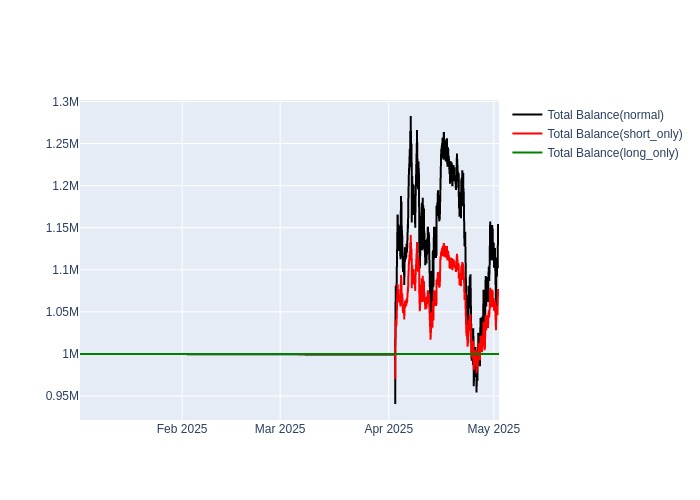 1.3M
1.25M
1.2M
1.15M
1.1M
1.05M
1M
0.95M
Feb 2025
Mar 2025
Apr 2025
May 2025
Total Balance(normal)
Total Balance(short_only)
Total Balance(long_only)